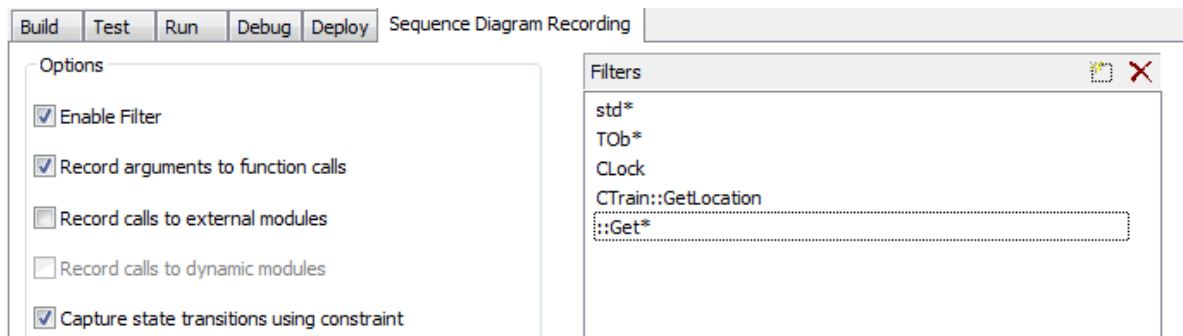 Build Test Run Debug Deploy Sequence Diagram Recording
Options
Enable Filter
Record arguments to function calls
Record calls to external modules
Record calls to dynamic modules
Capture state transitions using constraint
Filters
std*
TOb*
CLock
CTrain::GetLocation
::Get*